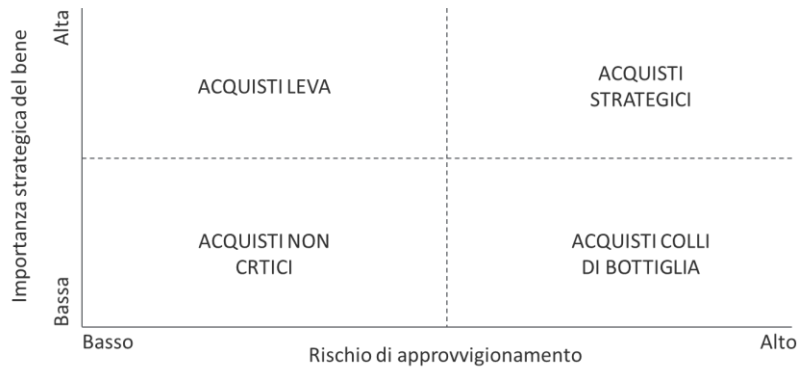 Importanza strategica del bene
Alta
Bassa
ACQUISTI LEVA
ACQUISTI
STRATEGICI
ACQUISTI NON
CRTICI
ACQUISTI COLLI
DI BOTTIGLIA
Basso
Rischio di approvvigionamento
Alto